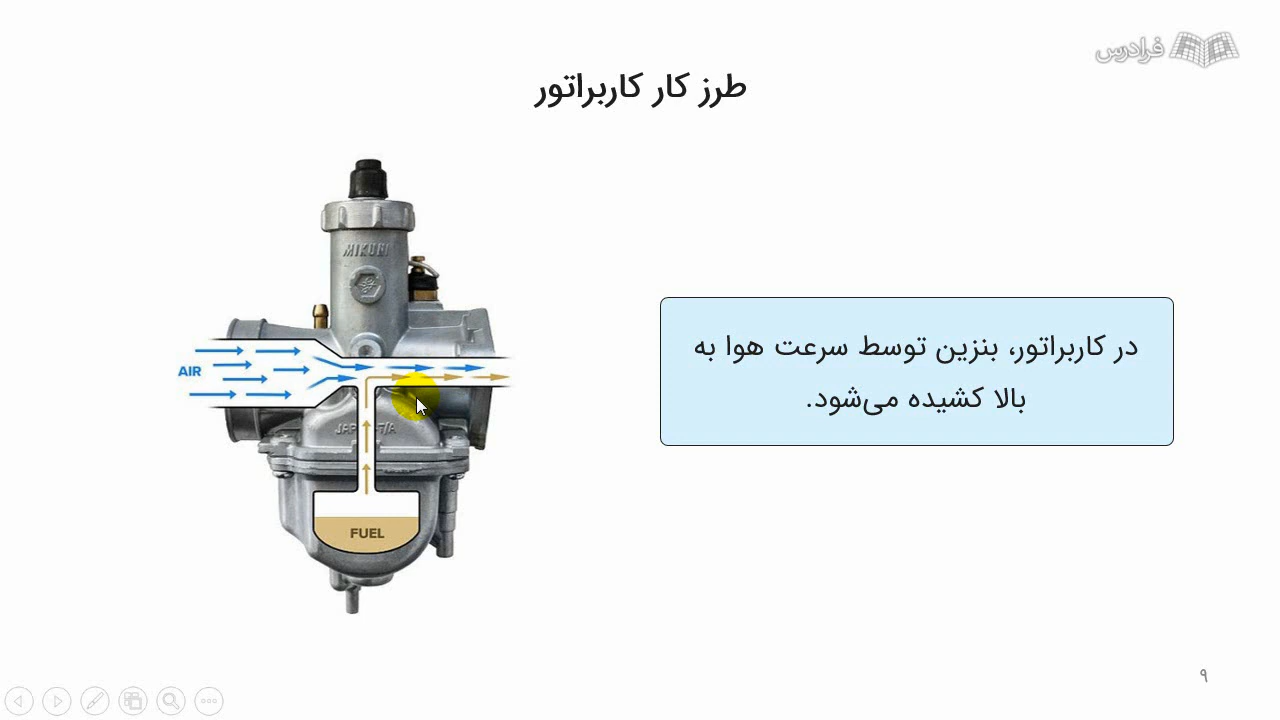 فرادرس
طرز کار کاربراتور
MIKUNI
AIR
در کاربراتور، بنزین توسط سرعت هوا به
بالا کشیده می‌شود.
FUEL
۹